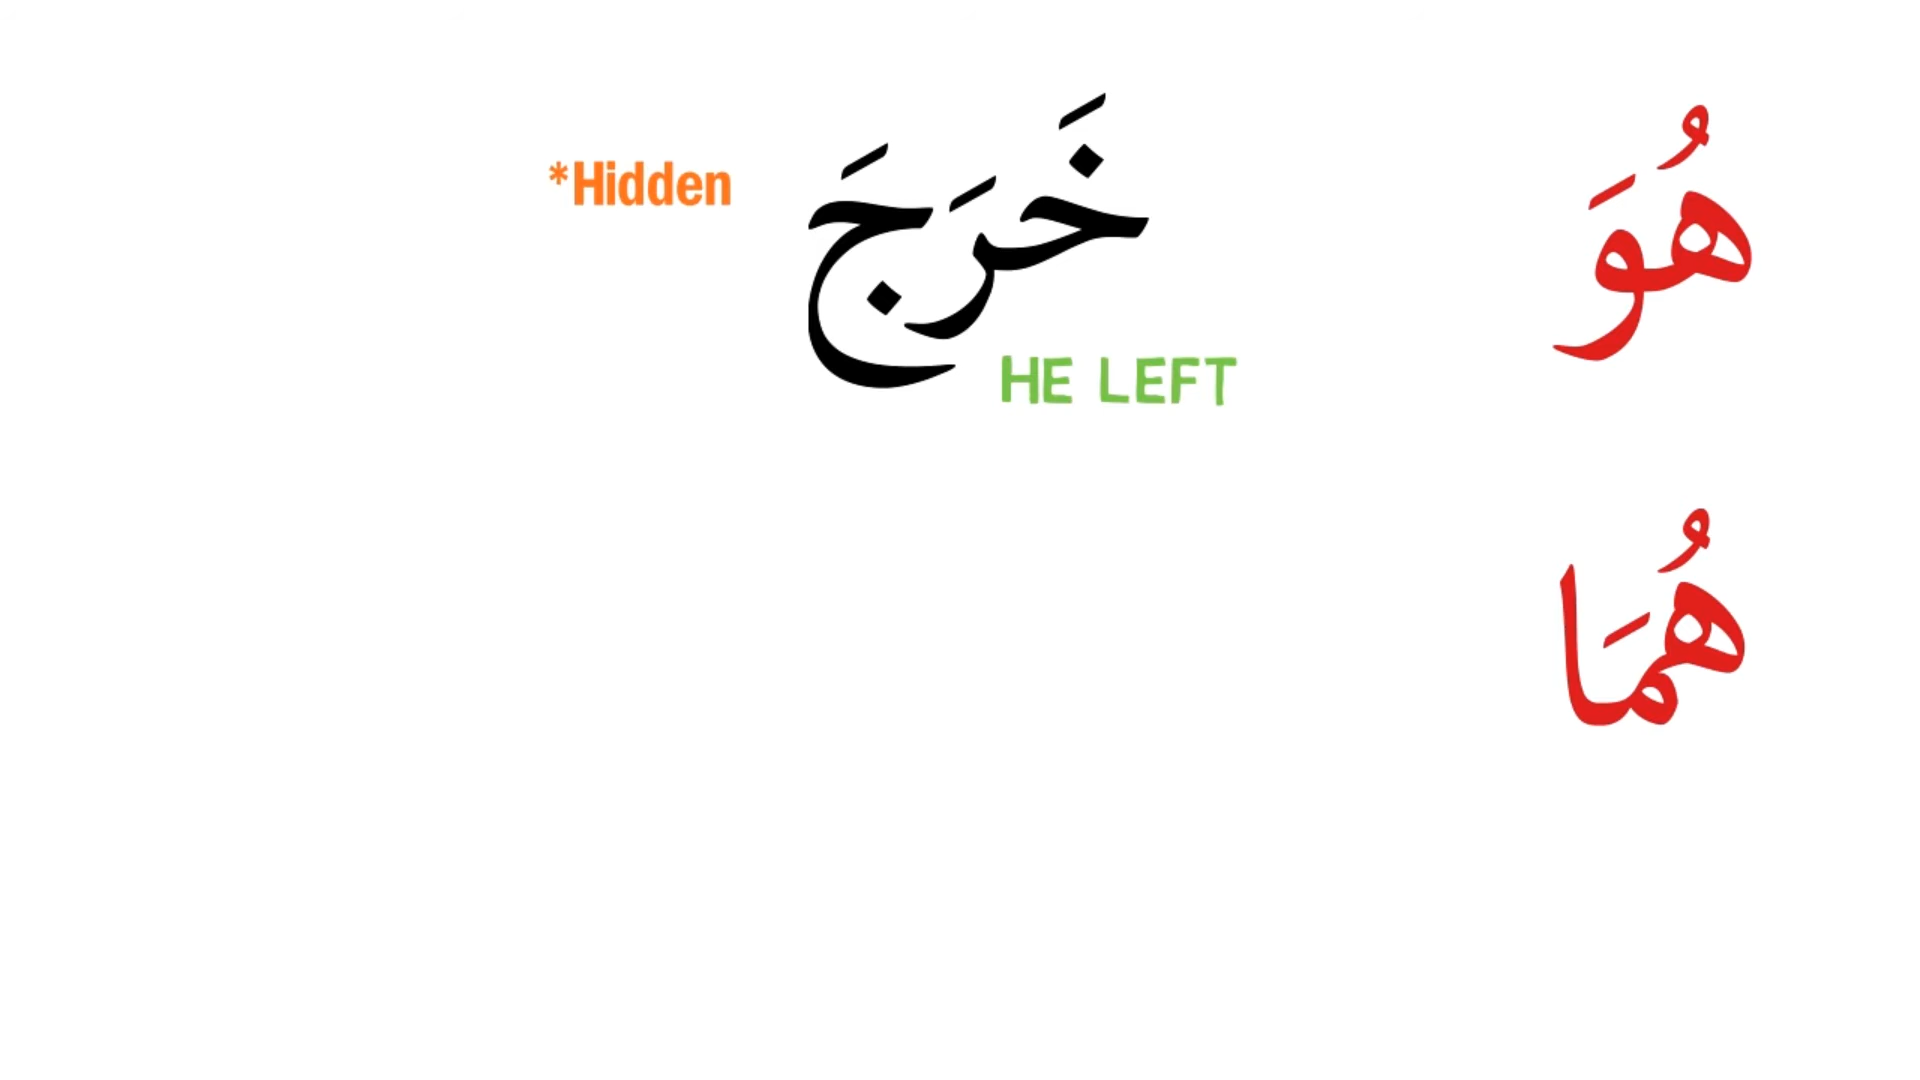 هُوَ خَرَجَ *Hidden
HE LEFT
هُمَا